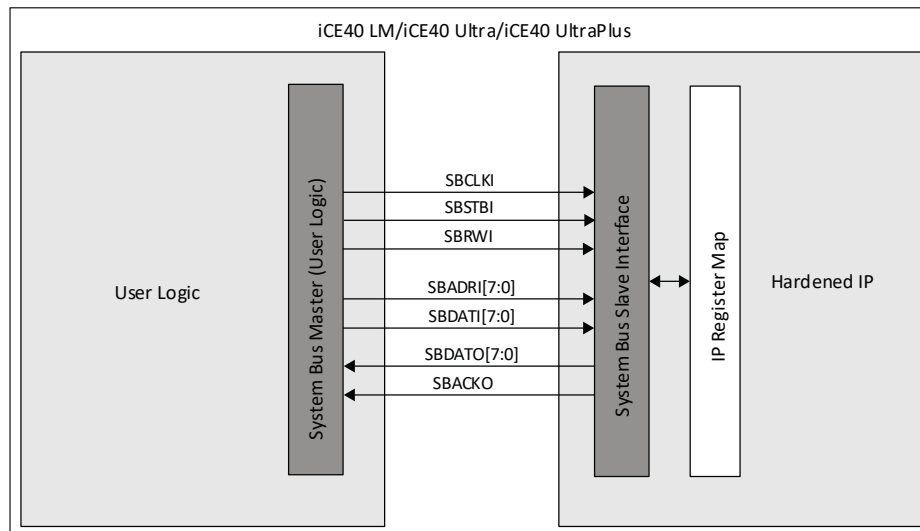 iCE40 LM/iCE40 Ultra/iCE40 UltraPlus
User Logic
System Bus Master (User Logic)
SBCLKI
SBSTBI
SBRWI
SBADRI[7:0]
SBDATI[7:0]
SBDATO[7:0]
SBACKO
System Bus Slave Interface
IP Register Map
Hardened IP